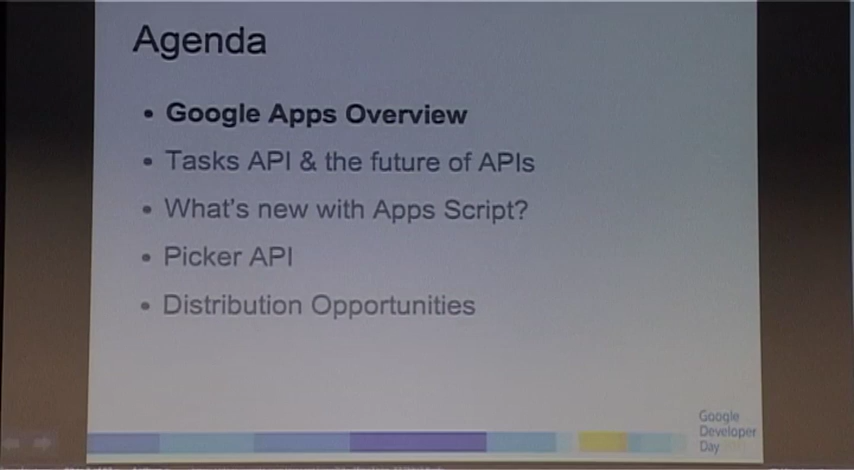 Agenda
• Google Apps Overview
• Tasks API & the future of APIs
• What's new with Apps Script?
• Picker API
• Distribution Opportunities
Google
Developer
Day